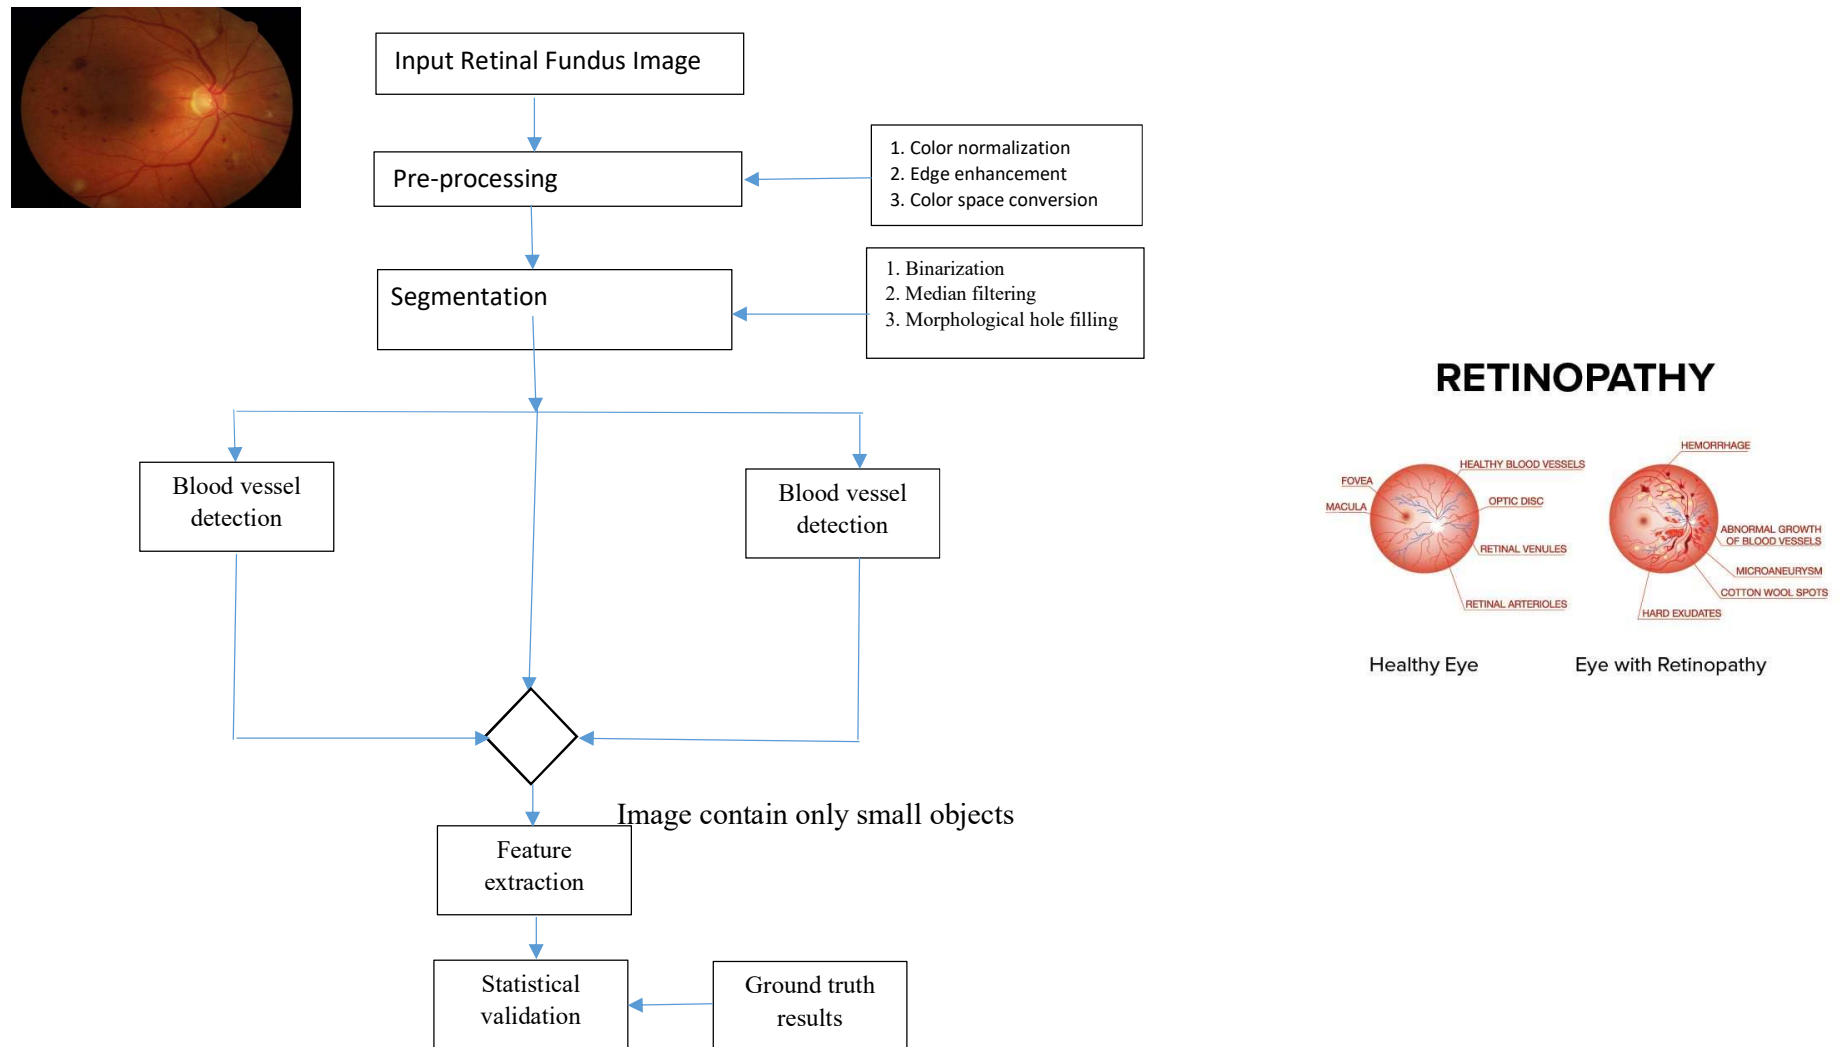 Input Retinal Fundus Image
Pre-processing
1. Color normalization
2. Edge enhancement
3. Color space conversion
Segmentation
1. Binarization
2. Median filtering
3. Morphological hole filling
Blood vessel
detection
Blood vessel
detection
Image contain only small objects
Feature
extraction
Statistical
validation
Ground truth
results
RETINOPATHY
FOVEA
MACULA
HEALTHY BLOOD VESSELS
OPTIC DISC
RETINAL VENULES
RETINAL ARTERIOLES
Healthy Eye
HEMORRHAGE
ABNORMAL GROWTH
OF BLOOD VESSELS
MICROANEURYSM
COTTON WOOL SPOTS
HARD EXUDATES
Eye with Retinopathy